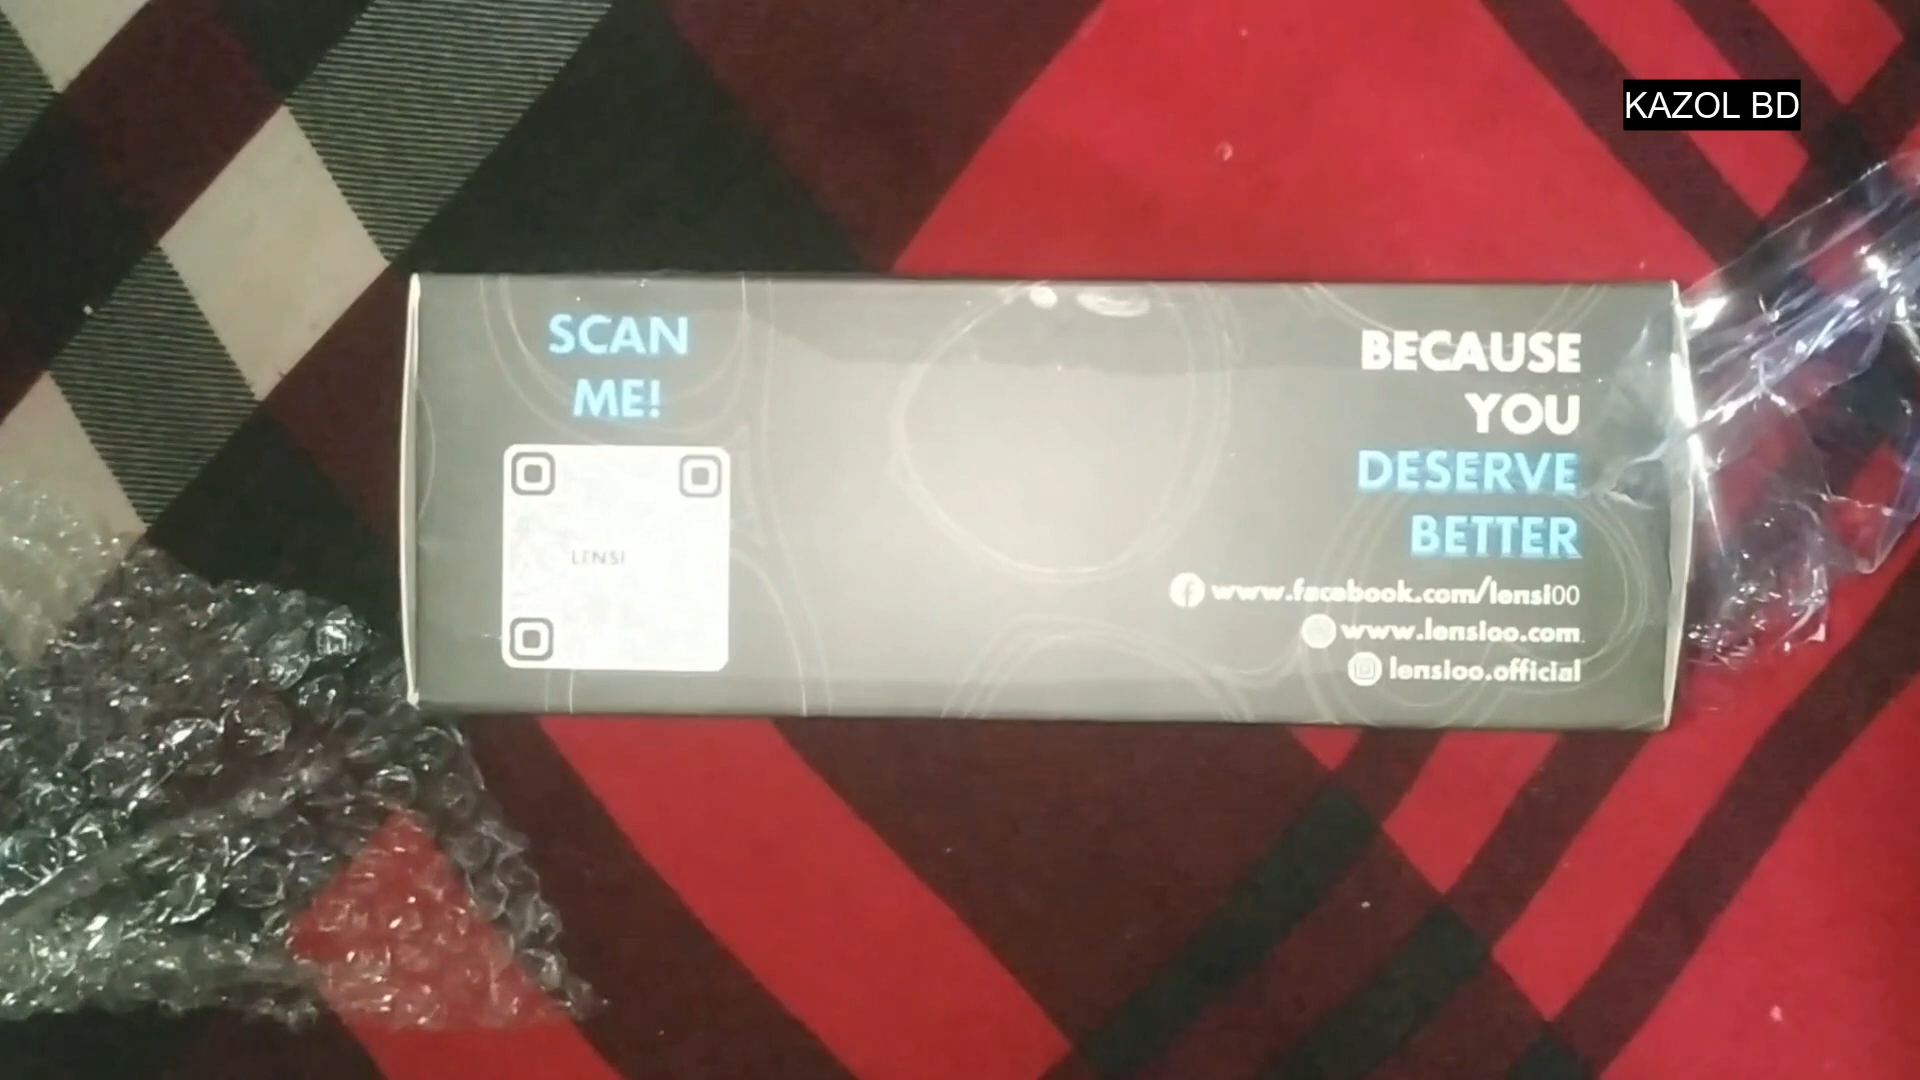 KAZOL BD
SCAN
ME!
LENSI
BECAUSE
YOU
DESERVE
BETTER
www.facebook.com/lensi00
www.lensioo.com
lensioo.official